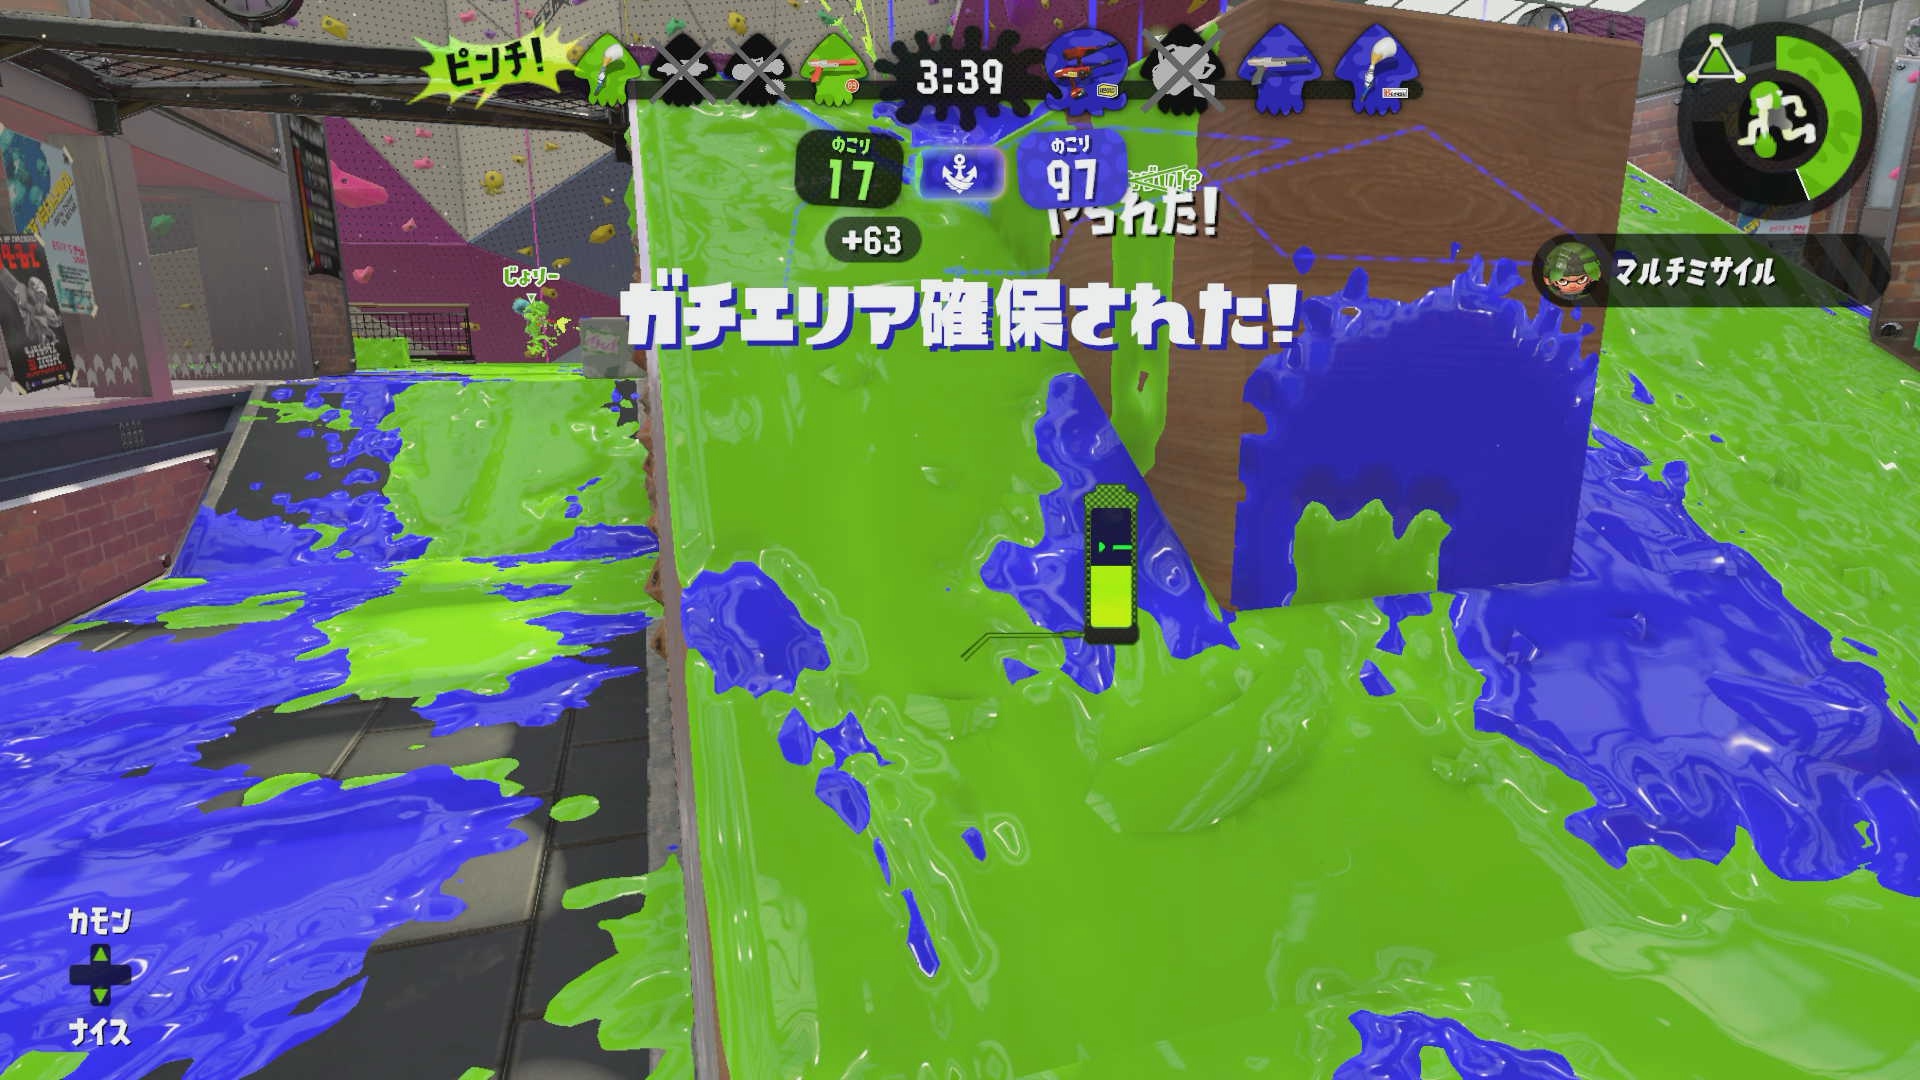 ピンチ!
3:39
のこり
17
のこり
97
+63
やられた!
ガチエリア確保された!
マルチミサイル
じょりー
カモン
ナイス